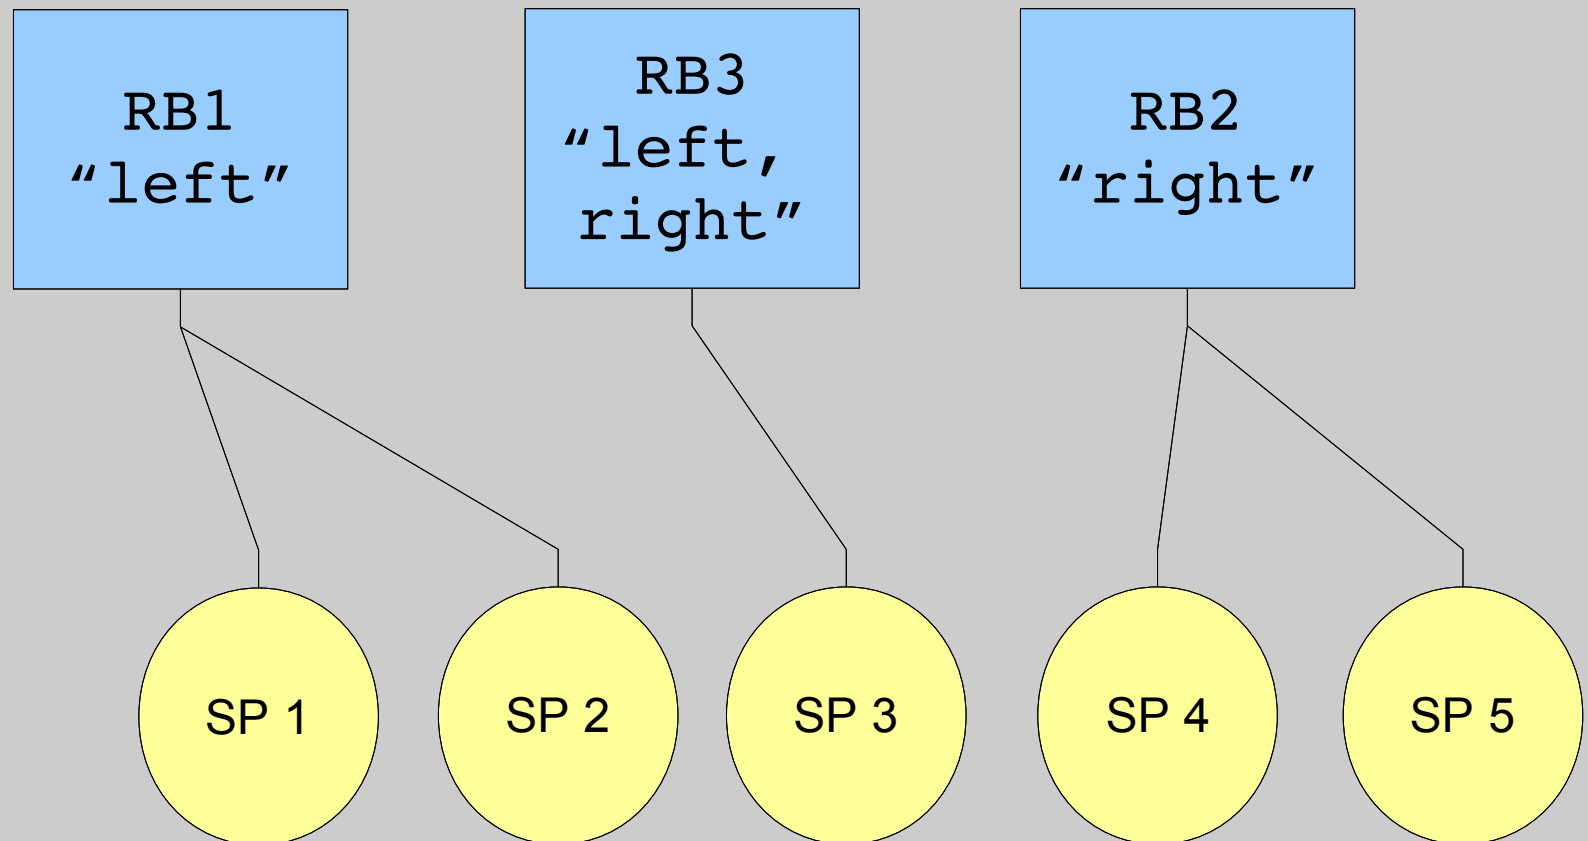 RB1
“left”
RB3
“left,
right”
RB2
“right”
SP 1
SP 2
SP 3
SP 4
SP 5